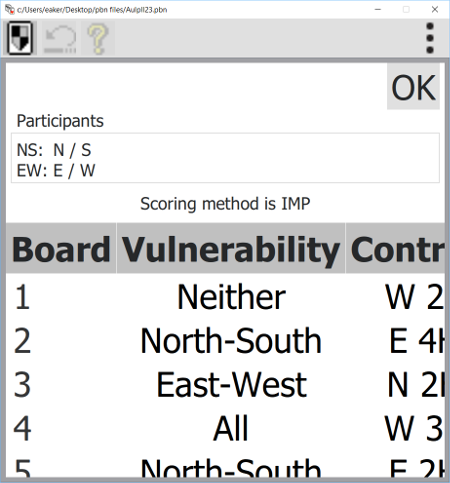 c:/Users/eaker/Desktop/pbn files/Aulpll23.pbn
OK
Participants
NS: N / S
EW: E / W
Scoring method is IMP
Board Vulnerability Contr
1 Neither W 2
2 North-South E 4H
3 East-West N 2
4 All W 3
5 North-South E 2H